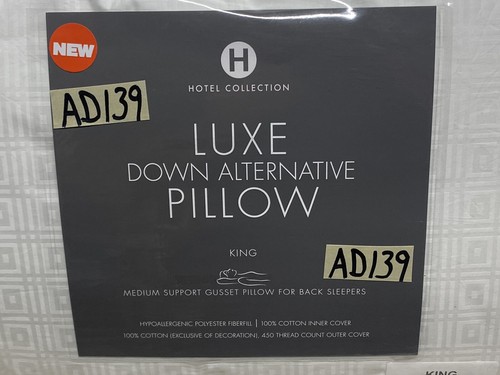 NEW
H
HOTEL COLLECTION
AD139
LUXE
DOWN ALTERNATIVE
PILLOW
KING
AD139
MEDIUM SUPPORT GUSSET PILLOW FOR BACK SLEEPERS
HYPOALLERGENIC POLYESTER FIBERFILL | 100% COTTON INNER COVER
100% COTTON (EXCLUSIVE OF DECORATION), 450 THREAD COUNT OUTER COVER
KING